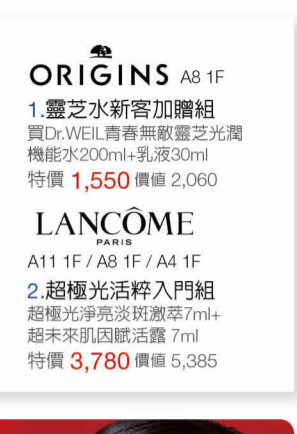 ORIGINS A8 1F
1.靈芝水新客加贈組
買Dr.WEIL青春無敵靈芝光潤
機能水200ml+乳液30ml
特價 1,550 價值 2,060
LANCÔME
PARIS
A11 1F / A8 1F / A4 1F
2.超極光活粹入門組
超極光淨亮淡斑激萃7ml+
超未來肌因賦活露 7ml
特價 3,780 價值 5,385